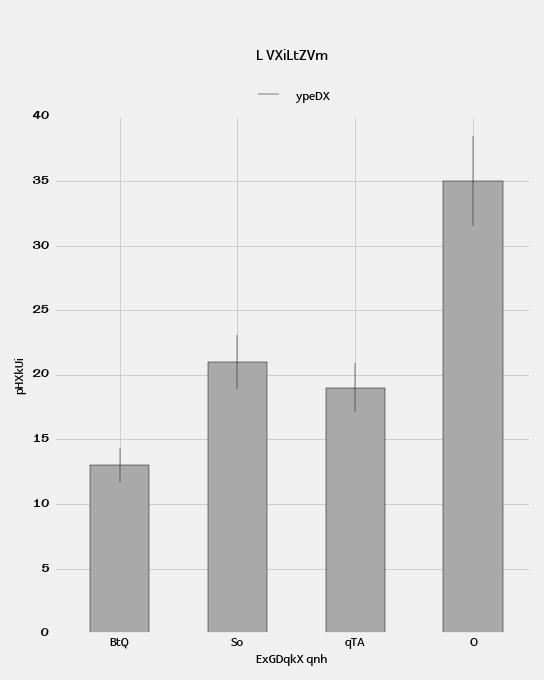 L VXiLtZVm
ypeDX
40
35
30
25
20
15
10
5
0
pHXkUi
BtQ So qTA O
ExGDqkX qnh